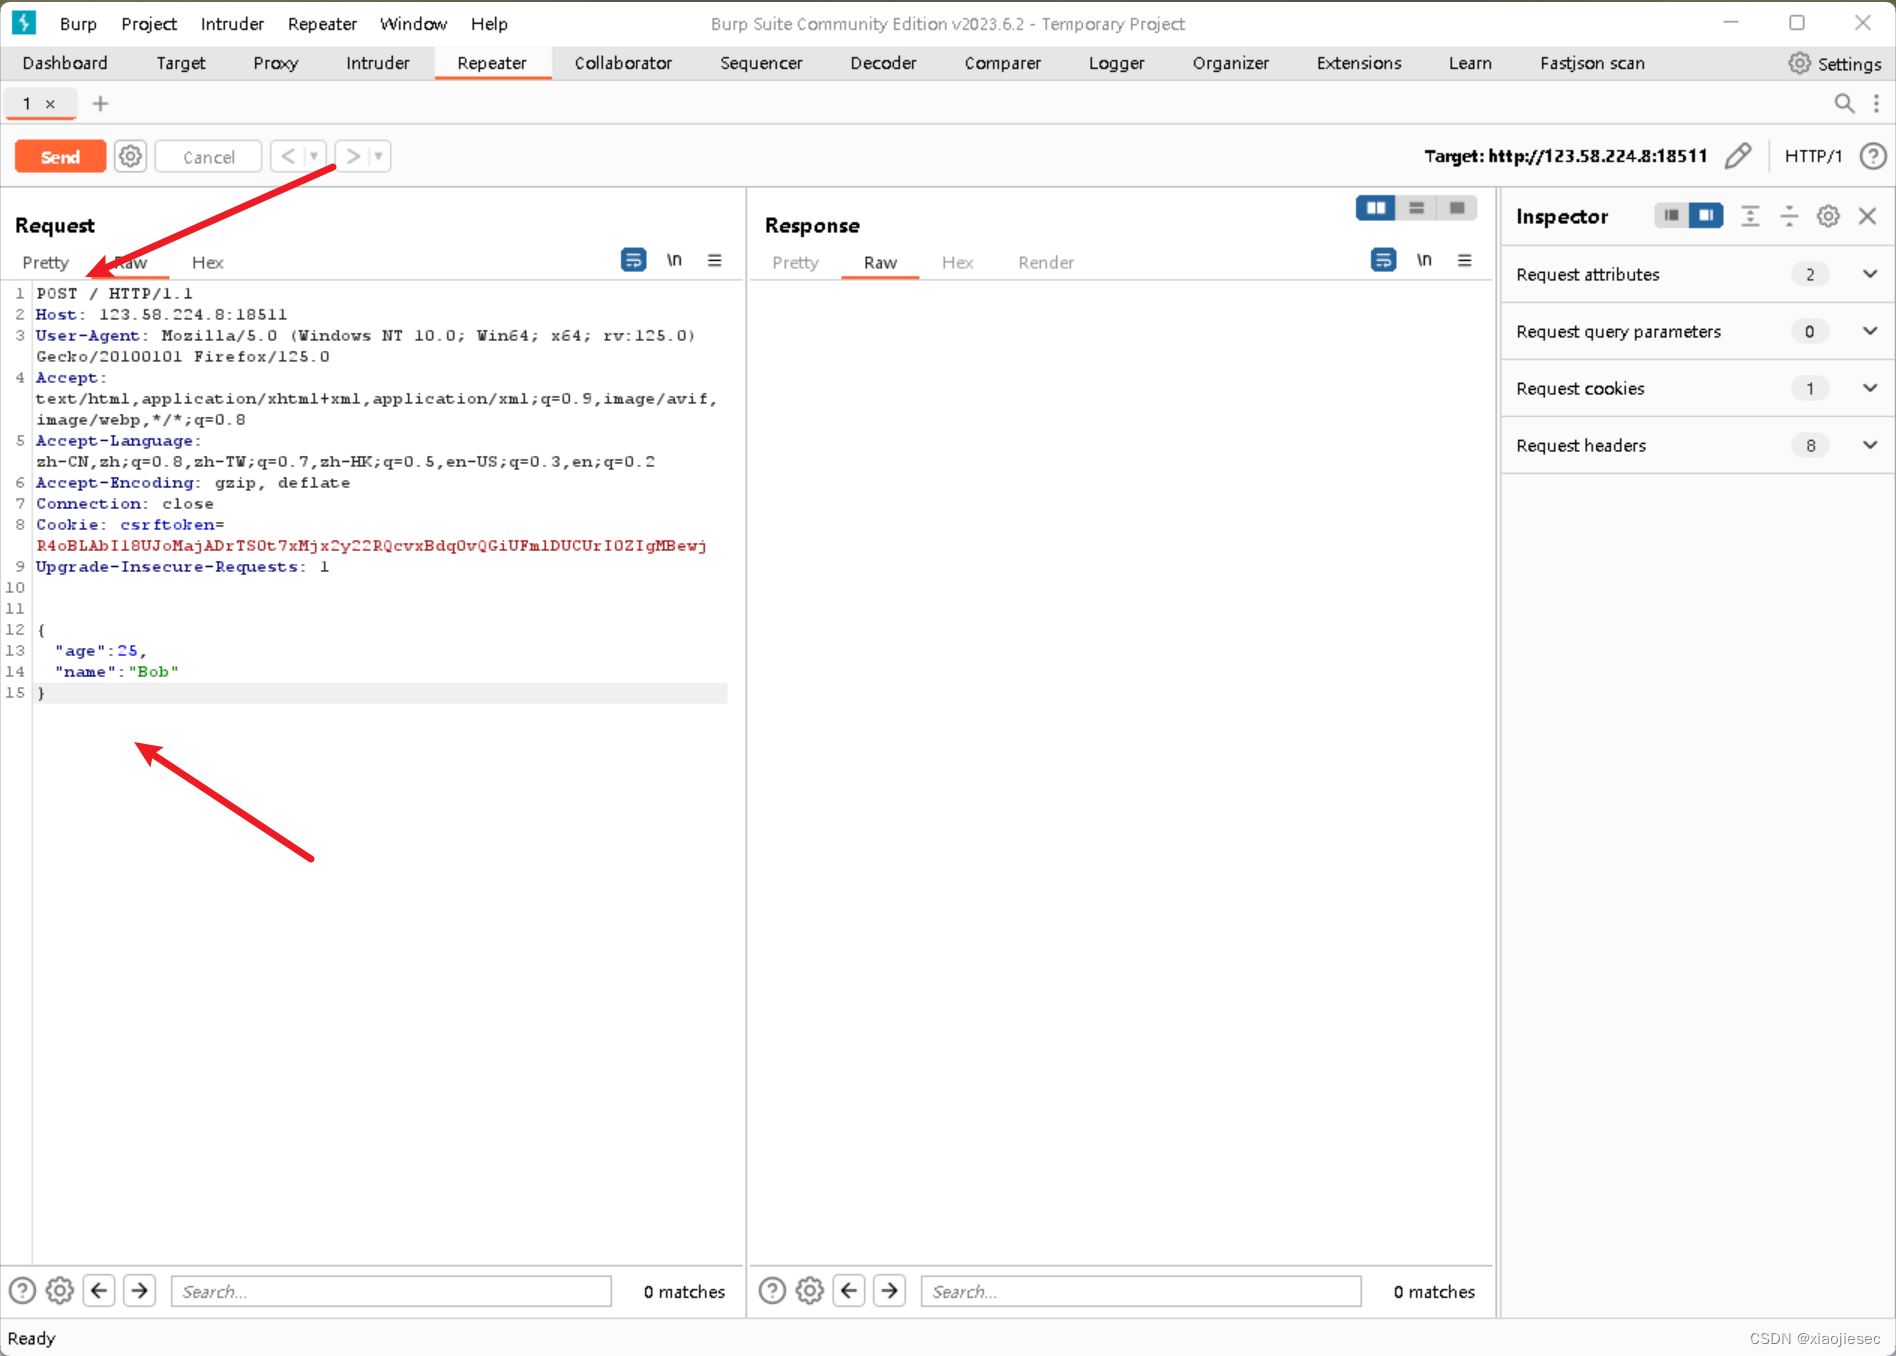 Burp Project Intruder Repeater Window Help Burp Suite Community Edition v2023.6.2 - Temporary Project
Dashboard Target Proxy Intruder Repeater Collaborator Sequencer Decoder Comparer Logger Organizer Extensions Learn Fastjson scan Settings
1 × +
Send Cancel < > Target: http://123.58.224.8:18511 HTTP/1 ?
Request
Pretty Raw Hex \n
1 POST / HTTP/1.1
2 Host: 123.58.224.8:18511
3 User-Agent: Mozilla/5.0 (Windows NT 10.0; Win64; x64; rv:125.0)
Gecko/20100101 Firefox/125.0
4 Accept:
text/html,application/xhtml+xml,application/xml;q=0.9,image/avif,
image/webp,*/*;q=0.8
5 Accept-Language:
zh-CN,zh;q=0.8,zh-TW;q=0.7,zh-HK;q=0.5,en-US;q=0.3,en;q=0.2
6 Accept-Encoding: gzip, deflate
7 Connection: close
8 Cookie: csrftoken=
9 Upgrade-Insecure-Requests: 1
10
11
12 {
13 "age":25,
14 "name":"Bob"
15 }
Search... 0 matches
Response
Pretty Raw Hex Render \n
Search... 0 matches
Inspector
Request attributes 2
Request query parameters 0
Request cookies 1
Request headers 8
Ready
CSDN @xiaojiesec